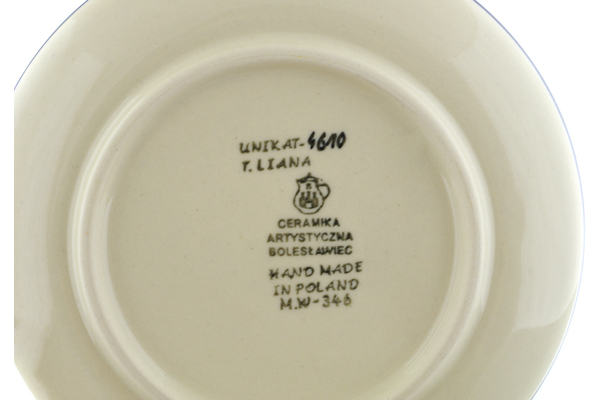 UNIKAT-4610
T. LIANA
CERAMIKA
ARTYSTYCZNA
BOLESŁAWIEC
HAND MADE
IN POLAND
M.W-346